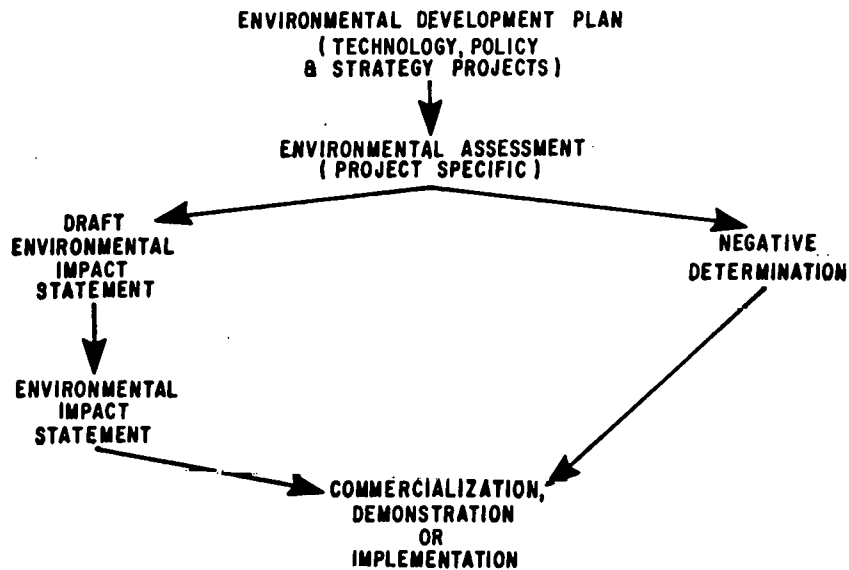 ENVIRONMENTAL DEVELOPMENT PLAN
( TECHNOLOGY, POLICY
& STRATEGY PROJECTS )
ENVIRONMENTAL ASSESSMENT
( PROJECT SPECIFIC )
DRAFT
ENVIRONMENTAL
IMPACT
STATEMENT
NEGATIVE
DETERMINATION
ENVIRONMENTAL
IMPACT
STATEMENT
COMMERCIALIZATION,
DEMONSTRATION
OR
IMPLEMENTATION